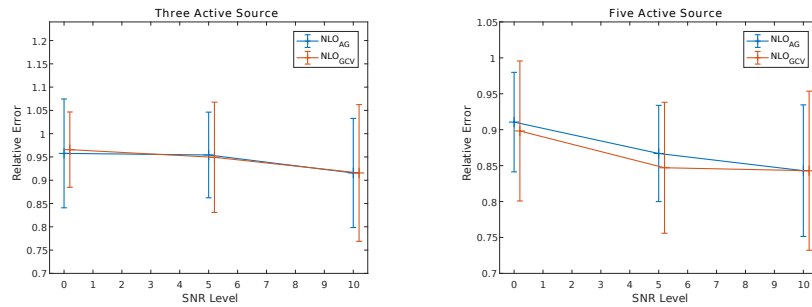 Three Active Source
1.2
1.15
1.1
1.05
1
0.95
0.9
0.85
0.8
0.75
0.7
Relative Error
0 1 2 3 4 5 6 7 8 9 10
SNR Level
NLO_AG
NLO_GCV
Five Active Source
1.05
1
0.95
0.9
0.85
0.8
0.75
0.7
Relative Error
0 1 2 3 4 5 6 7 8 9 10
SNR Level
NLO_AG
NLO_GCV